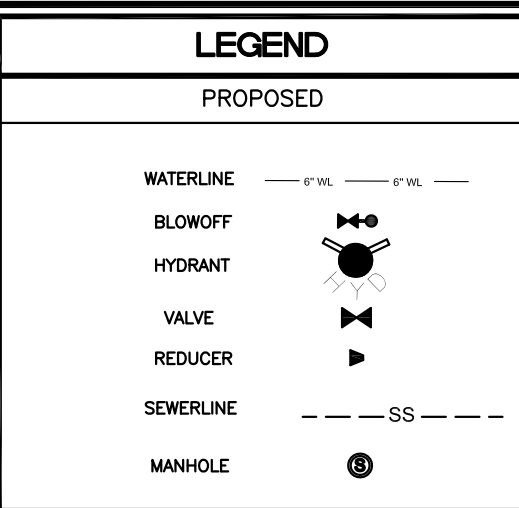 LEGEND
PROPOSED
WATERLINE 6" WL 6" WL
BLOWOFF
HYDRANT
HYD
VALVE
REDUCER
SEWERLINE SS
MANHOLE S